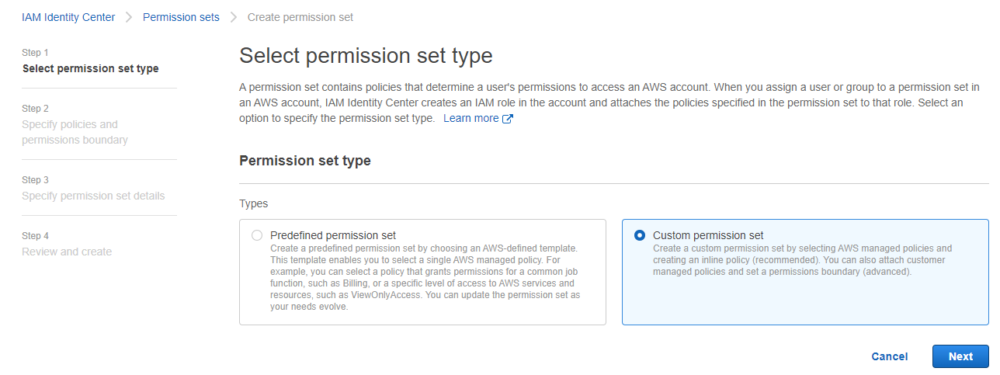 IAM Identity Center > Permission sets > Create permission set
Step 1
Select permission set type
Step 2
Specify policies and
permissions boundary
Step 3
Specify permission set details
Step 4
Review and create
Select permission set type
A permission set contains policies that determine a user's permissions to access an AWS account. When you assign a user or group to a permission set in
an AWS account, IAM Identity Center creates an IAM role in the account and attaches the policies specified in the permission set to that role. Select an
option to specify the permission set type. Learn more
Permission set type
Types
Predefined permission set
Create a predefined permission set by choosing an AWS-defined template.
This template enables you to select a single AWS managed policy. For
example, you can select a policy that grants permissions for a common job
function, such as Billing, or a specific level of access to AWS services and
resources, such as ViewOnlyAccess. You can update the permission set as
your needs evolve.
Custom permission set
Create a custom permission set by selecting AWS managed policies and
creating an inline policy (recommended). You can also attach customer
managed policies and set a permissions boundary (advanced).
Cancel
Next